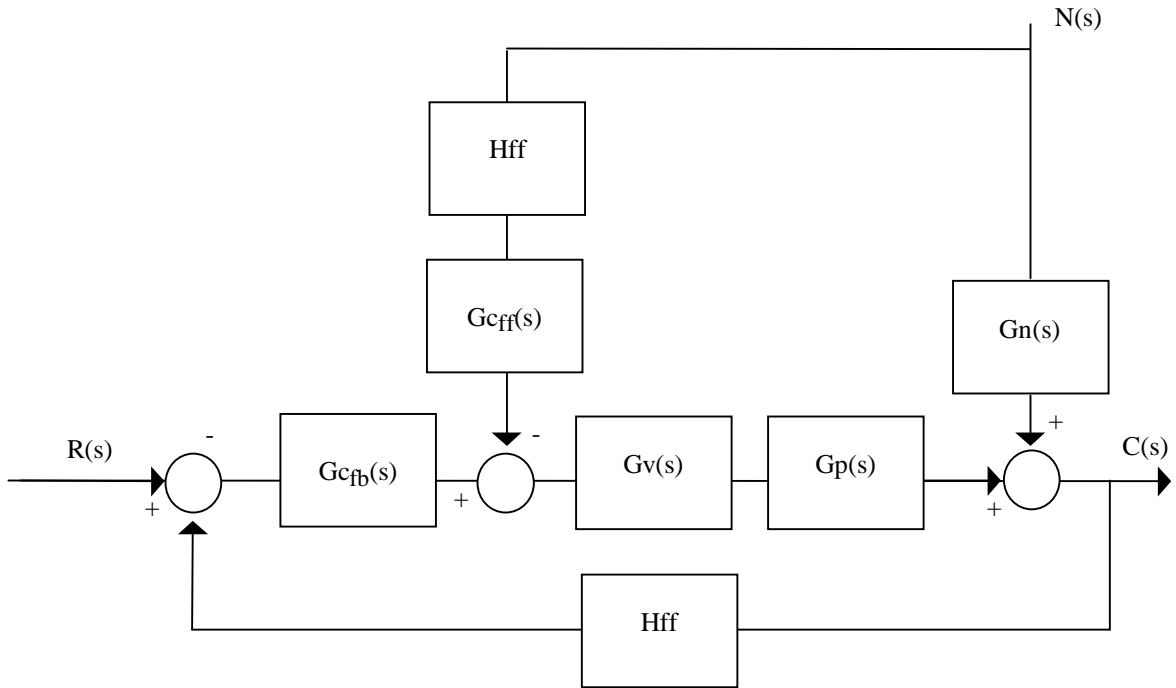 N(s)
Hff
Gcff(s)
Gn(s)
+
R(s)
-
-
C(s)
Gcfb(s)
Gv(s)
Gp(s)
+
+
+
Hff